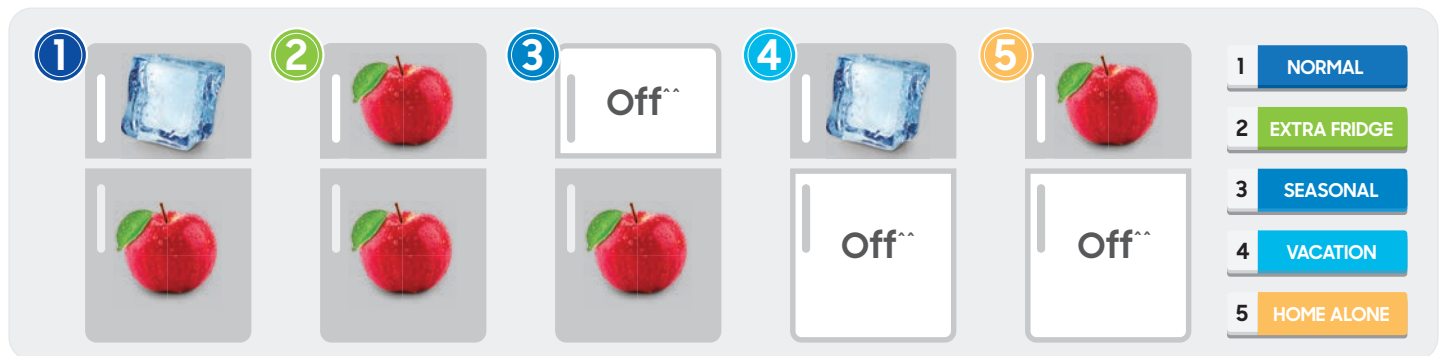 1
2
3
4
5
Off^^
Off^^
Off^^
1 NORMAL
2 EXTRA FRIDGE
3 SEASONAL
4 VACATION
5 HOME ALONE